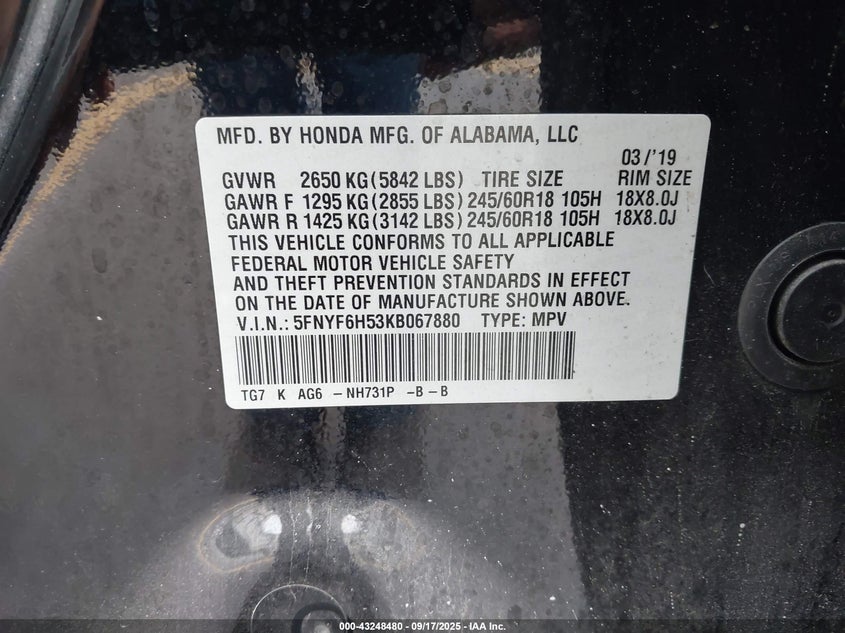 MFD. BY HONDA MFG. OF ALABAMA, LLC
03/'19
GVWR 2650 KG(5842 LBS) TIRE SIZE RIM SIZE
GAWR F 1295 KG(2855 LBS)245/60R18 105H 18X8.0J
GAWR R 1425 KG(3142 LBS)245/60R18 105H 18X8.0J
THIS VEHICLE CONFORMS TO ALL APPLICABLE
FEDERAL MOTOR VEHICLE SAFETY
AND THEFT PREVENTION STANDARDS IN EFFECT
ON THE DATE OF MANUFACTURE SHOWN ABOVE.
V.I.N.: 5FNYF6H53KB067880 TYPE: MPV
TG7 K AG6 -NH731P -B-B
000-43248480 - 09/17/2025 - IAA Inc.